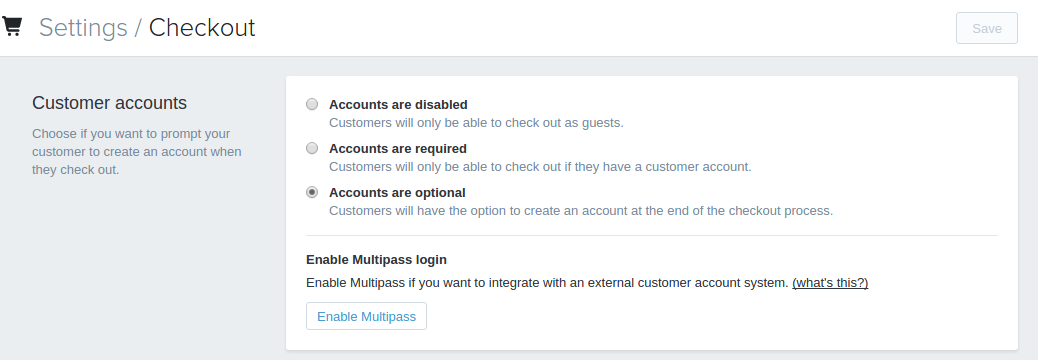 Settings / Checkout
Save
Customer accounts
Choose if you want to prompt your
customer to create an account when
they check out.
Accounts are disabled
Customers will only be able to check out as guests.
Accounts are required
Customers will only be able to check out if they have a customer account.
Accounts are optional
Customers will have the option to create an account at the end of the checkout process.
Enable Multipass login
Enable Multipass if you want to integrate with an external customer account system. (what's this?)
Enable Multipass